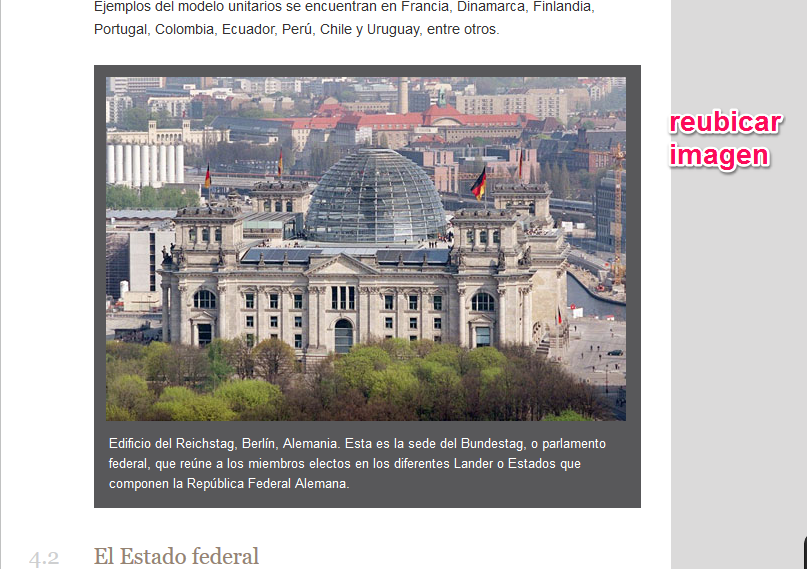 Ejemplos del modelo unitarios se encuentran en Francia, Dinamarca, Finlandia,
Portugal, Colombia, Ecuador, Perú, Chile y Uruguay, entre otros.
reubicar
imagen
Edificio del Reichstag, Berlín, Alemania. Esta es la sede del Bundestag, o parlamento
federal, que reúne a los miembros electos en los diferentes Lander o Estados que
componen la República Federal Alemana.
4.2 El Estado federal